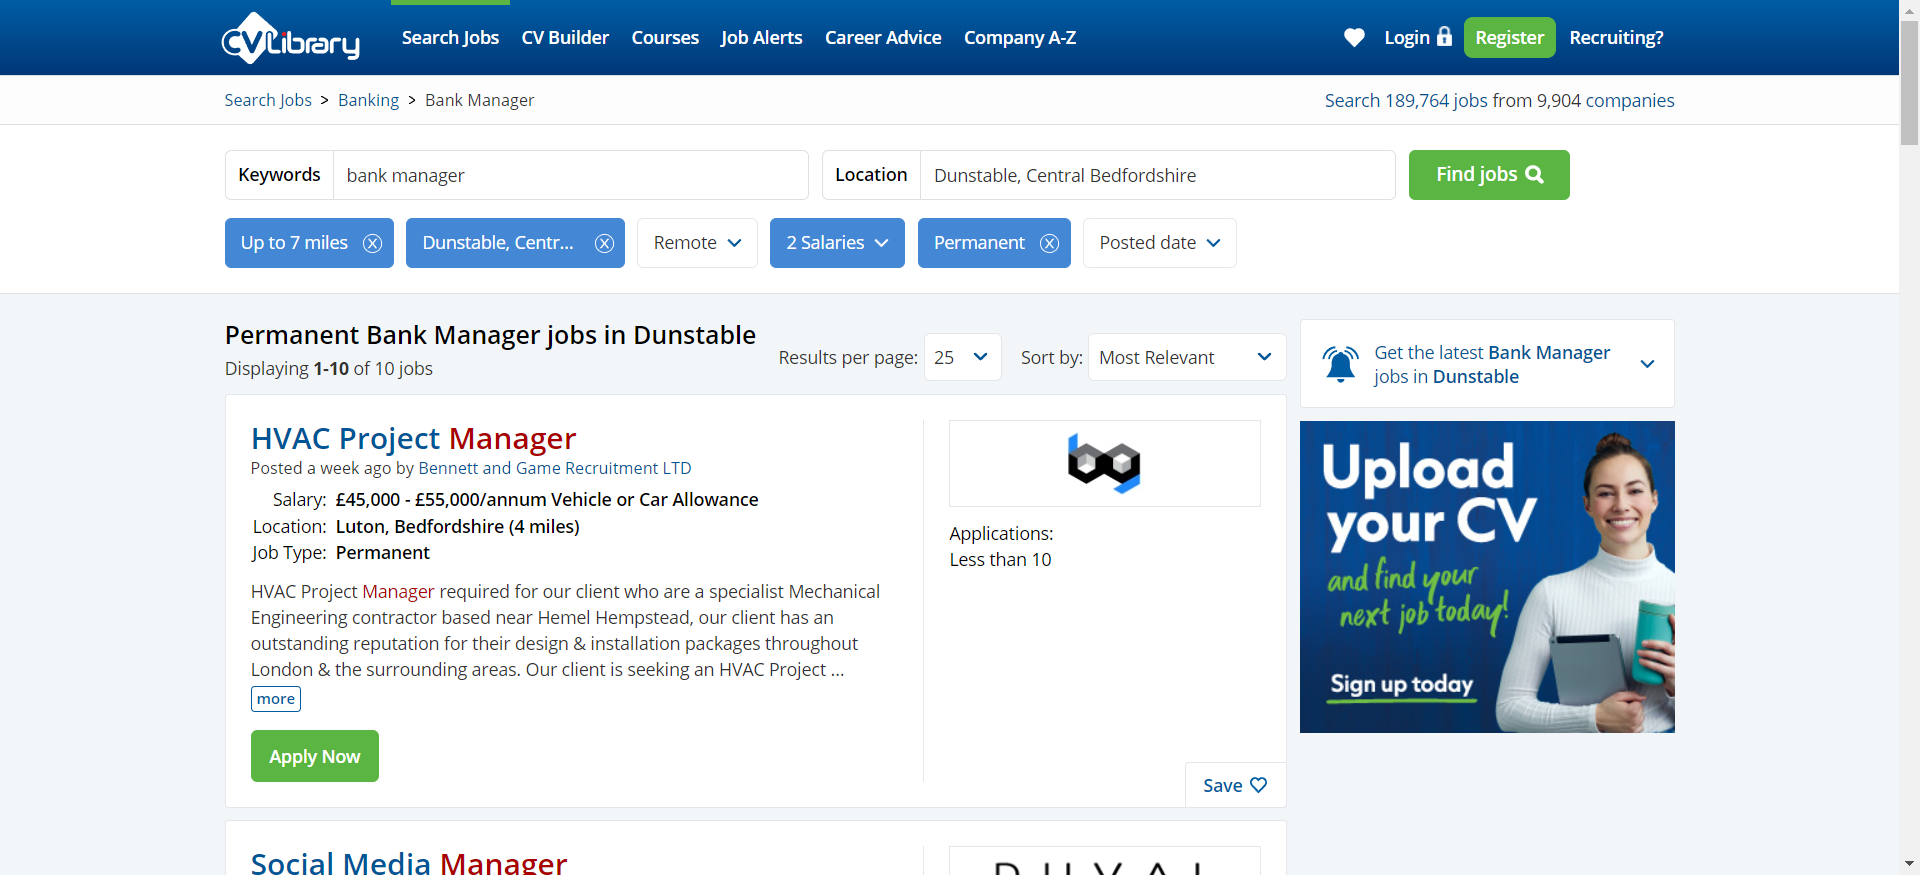 CVLibrary
Search Jobs CV Builder Courses Job Alerts Career Advice Company A-Z
Login Register Recruiting?
Search Jobs > Banking > Bank Manager
Search 189,764 jobs from 9,904 companies
Keywords bank manager
Location Dunstable, Central Bedfordshire
Find jobs
Up to 7 miles
Dunstable, Centr...
Remote
2 Salaries
Permanent
Posted date
Permanent Bank Manager jobs in Dunstable
Displaying 1-10 of 10 jobs
Results per page: 25
Sort by: Most Relevant
Get the latest Bank Manager
jobs in Dunstable
HVAC Project Manager
Posted a week ago by Bennett and Game Recruitment LTD
Salary: £45,000 - £55,000/annum Vehicle or Car Allowance
Location: Luton, Bedfordshire (4 miles)
Job Type: Permanent
HVAC Project Manager required for our client who are a specialist Mechanical
Engineering contractor based near Hemel Hempstead, our client has an
outstanding reputation for their design & installation packages throughout
London & the surrounding areas. Our client is seeking an HVAC Project ...
more
Apply Now
bg
Applications:
Less than 10
Save
Upload
your CV
and find your
next job today!
Sign up today
Social Media Manager